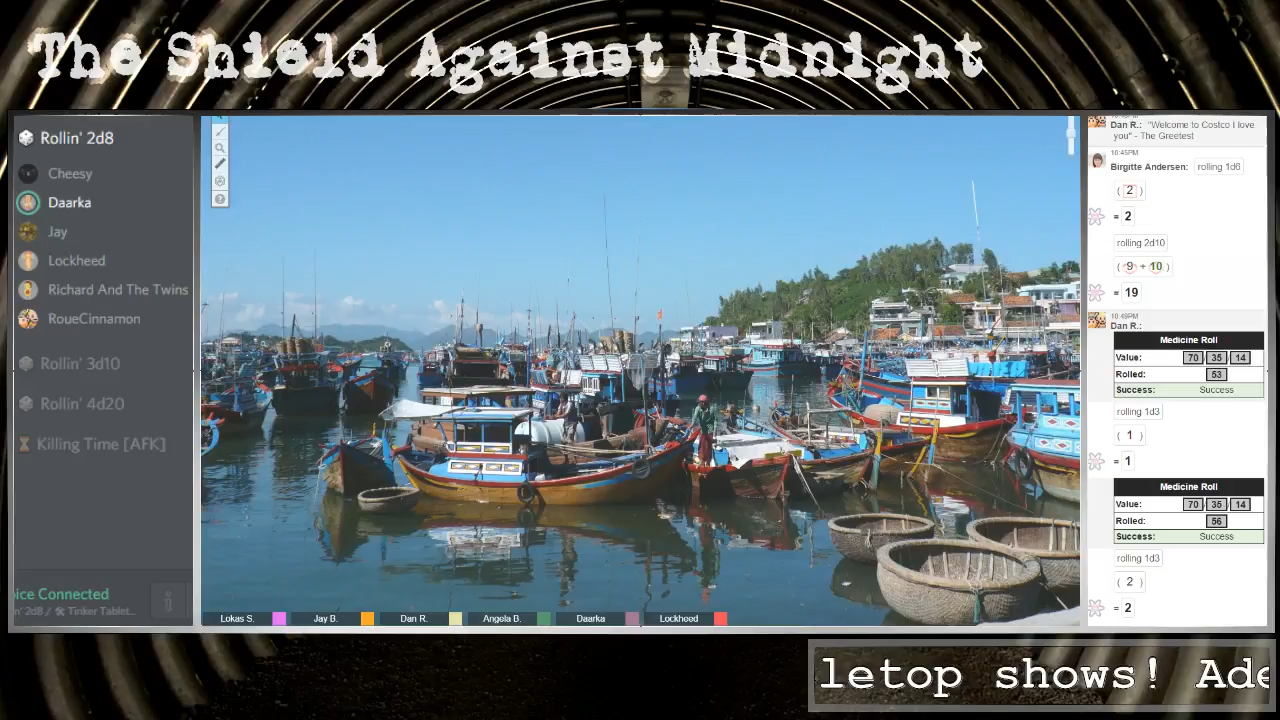 The Shield Against Midnight
Rollin' 2d8
Cheesy
Daarka
Jay
Lockheed
Richard And The Twins
RoueCinnamon
Rollin' 3d10
Rollin' 4d20
Killing Time [AFK]
oice Connected
2d8 / Tinker Tablet...
Lokas S.
Jay B.
Dan R.
Angela B.
Daarka
Lockheed
Dan R.: "Welcome to Costco I love
you" - The Greetest
10:45PM
Birgitte Andersen: rolling 1d6
( 2 )
= 2
rolling 2d10
( 9 + 10 )
= 19
10:49PM
Dan R.:
Medicine Roll
Value: 70 35 14
Rolled: 53
Success: Success
rolling 1d3
( 1 )
= 1
Medicine Roll
Value: 70 35 14
Rolled: 56
Success: Success
rolling 1d3
( 2 )
= 2
letop shows! Ade